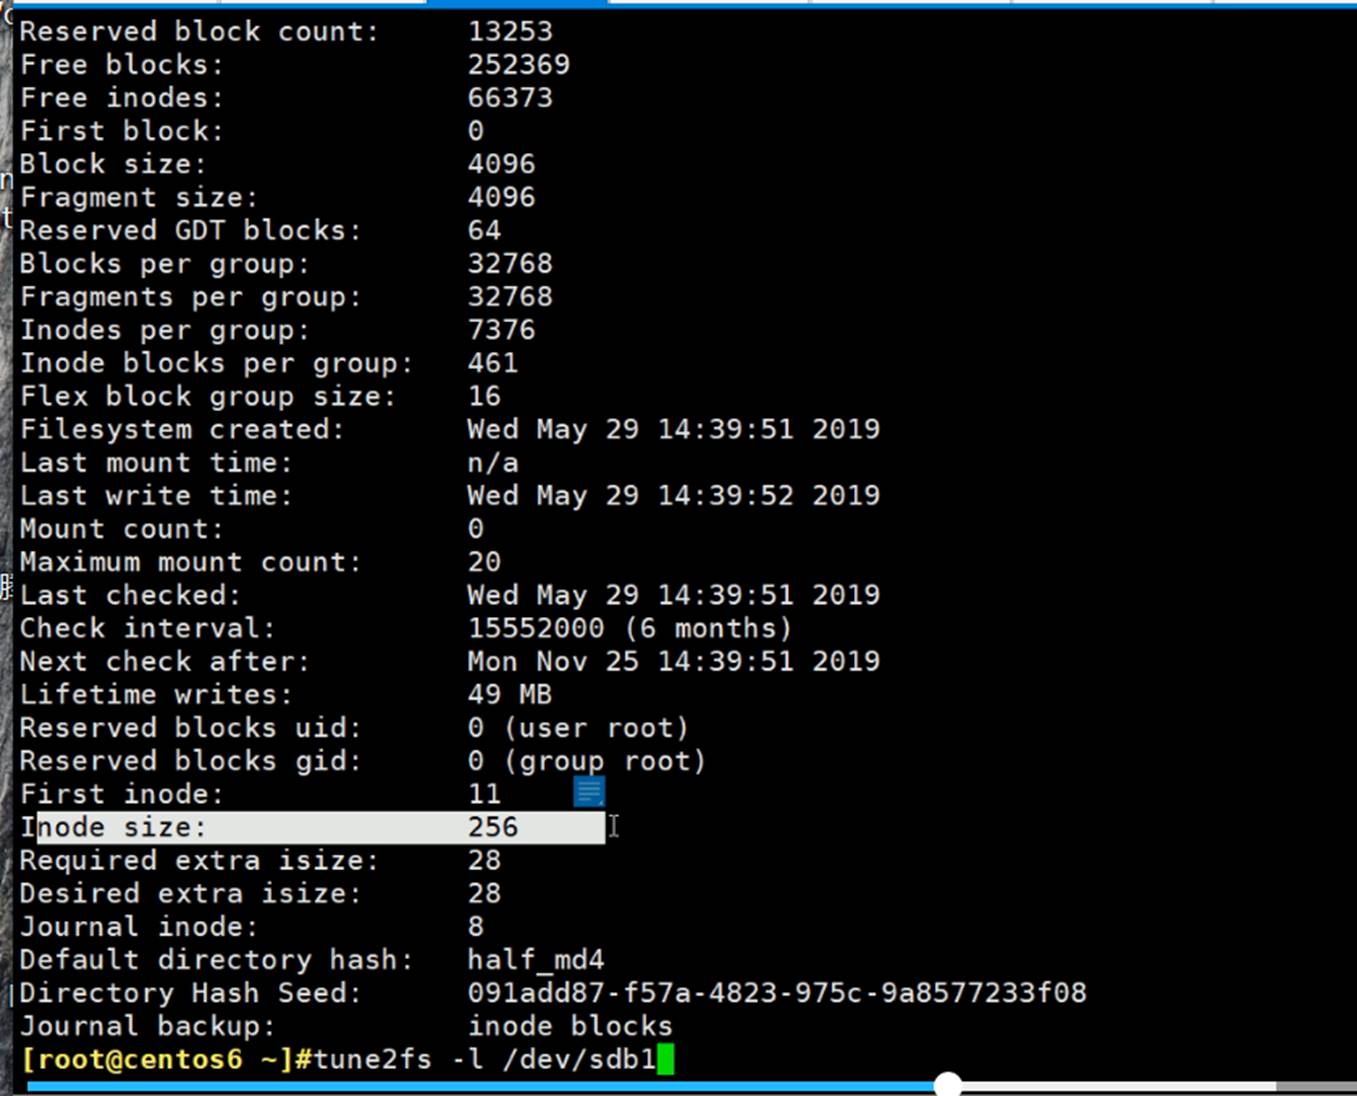 Reserved block count: 13253
Free blocks: 252369
Free inodes: 66373
First block: 0
Block size: 4096
Fragment size: 4096
Reserved GDT blocks: 64
Blocks per group: 32768
Fragments per group: 32768
Inodes per group: 7376
Inode blocks per group: 461
Flex block group size: 16
Filesystem created: Wed May 29 14:39:51 2019
Last mount time: n/a
Last write time: Wed May 29 14:39:52 2019
Mount count: 0
Maximum mount count: 20
Last checked: Wed May 29 14:39:51 2019
Check interval: 15552000 (6 months)
Next check after: Mon Nov 25 14:39:51 2019
Lifetime writes: 49 MB
Reserved blocks uid: 0 (user root)
Reserved blocks gid: 0 (group root)
First inode: 11
Inode size: 256
Required extra isize: 28
Desired extra isize: 28
Journal inode: 8
Default directory hash: half_md4
Directory Hash Seed: 091add87-f57a-4823-975c-9a8577233f08
Journal backup: inode blocks
[root@centos6 ~]#tune2fs -l /dev/sdb1